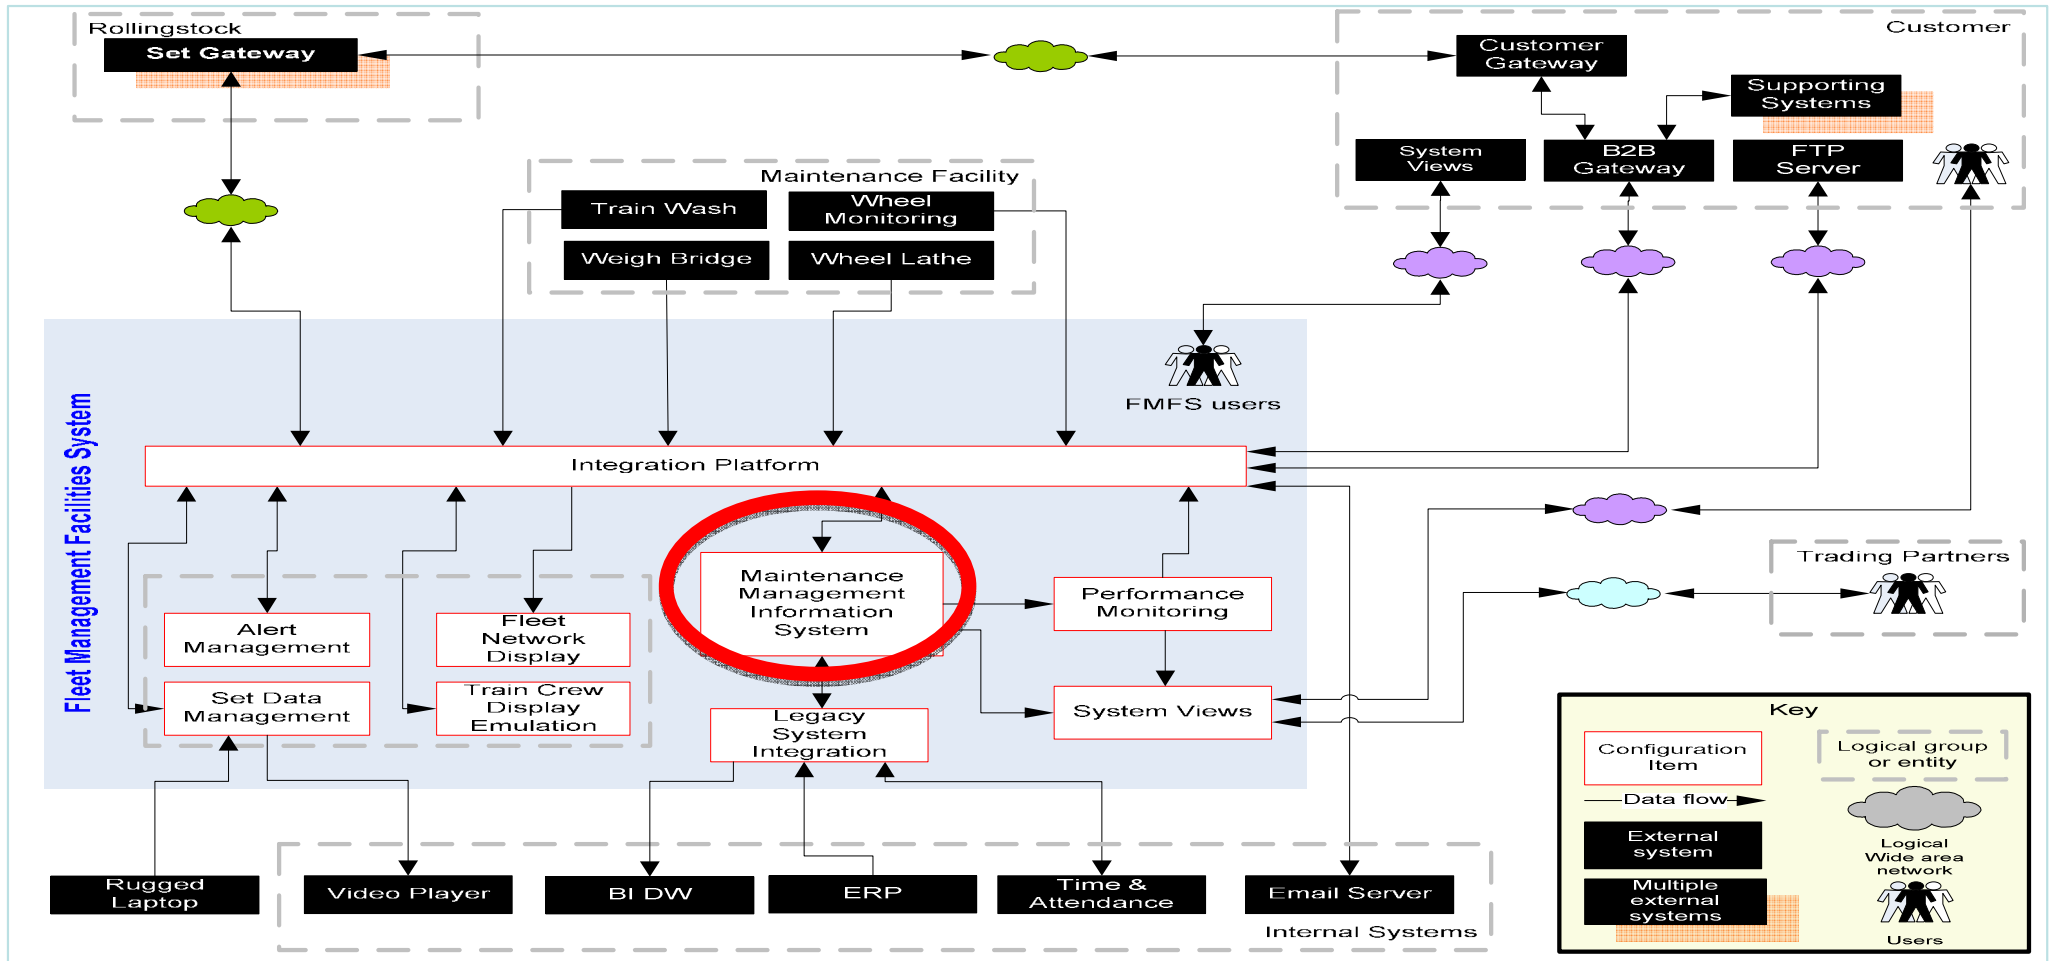 Rollingstock
Set Gateway
Customer
Customer
Gateway
Supporting
Systems
System
Views
B2B
Gateway
FTP
Server
Maintenance Facility
Train Wash
Wheel
Monitoring
Weigh Bridge
Wheel Lathe
Fleet Management Facilities System
FMFS users
Integration Platform
Maintenance
Management
Information
System
Performance
Monitoring
Trading Partners
Alert
Management
Fleet
Network
Display
Set Data
Management
Train Crew
Display
Emulation
Legacy
System
Integration
System Views
Key
Configuration
Item
Logical group
or entity
Data flow
External
system
Logical
Wide area
network
Multiple
external
systems
Users
Rugged
Laptop
Video Player
BI DW
ERP
Time &
Attendance
Email Server
Internal Systems